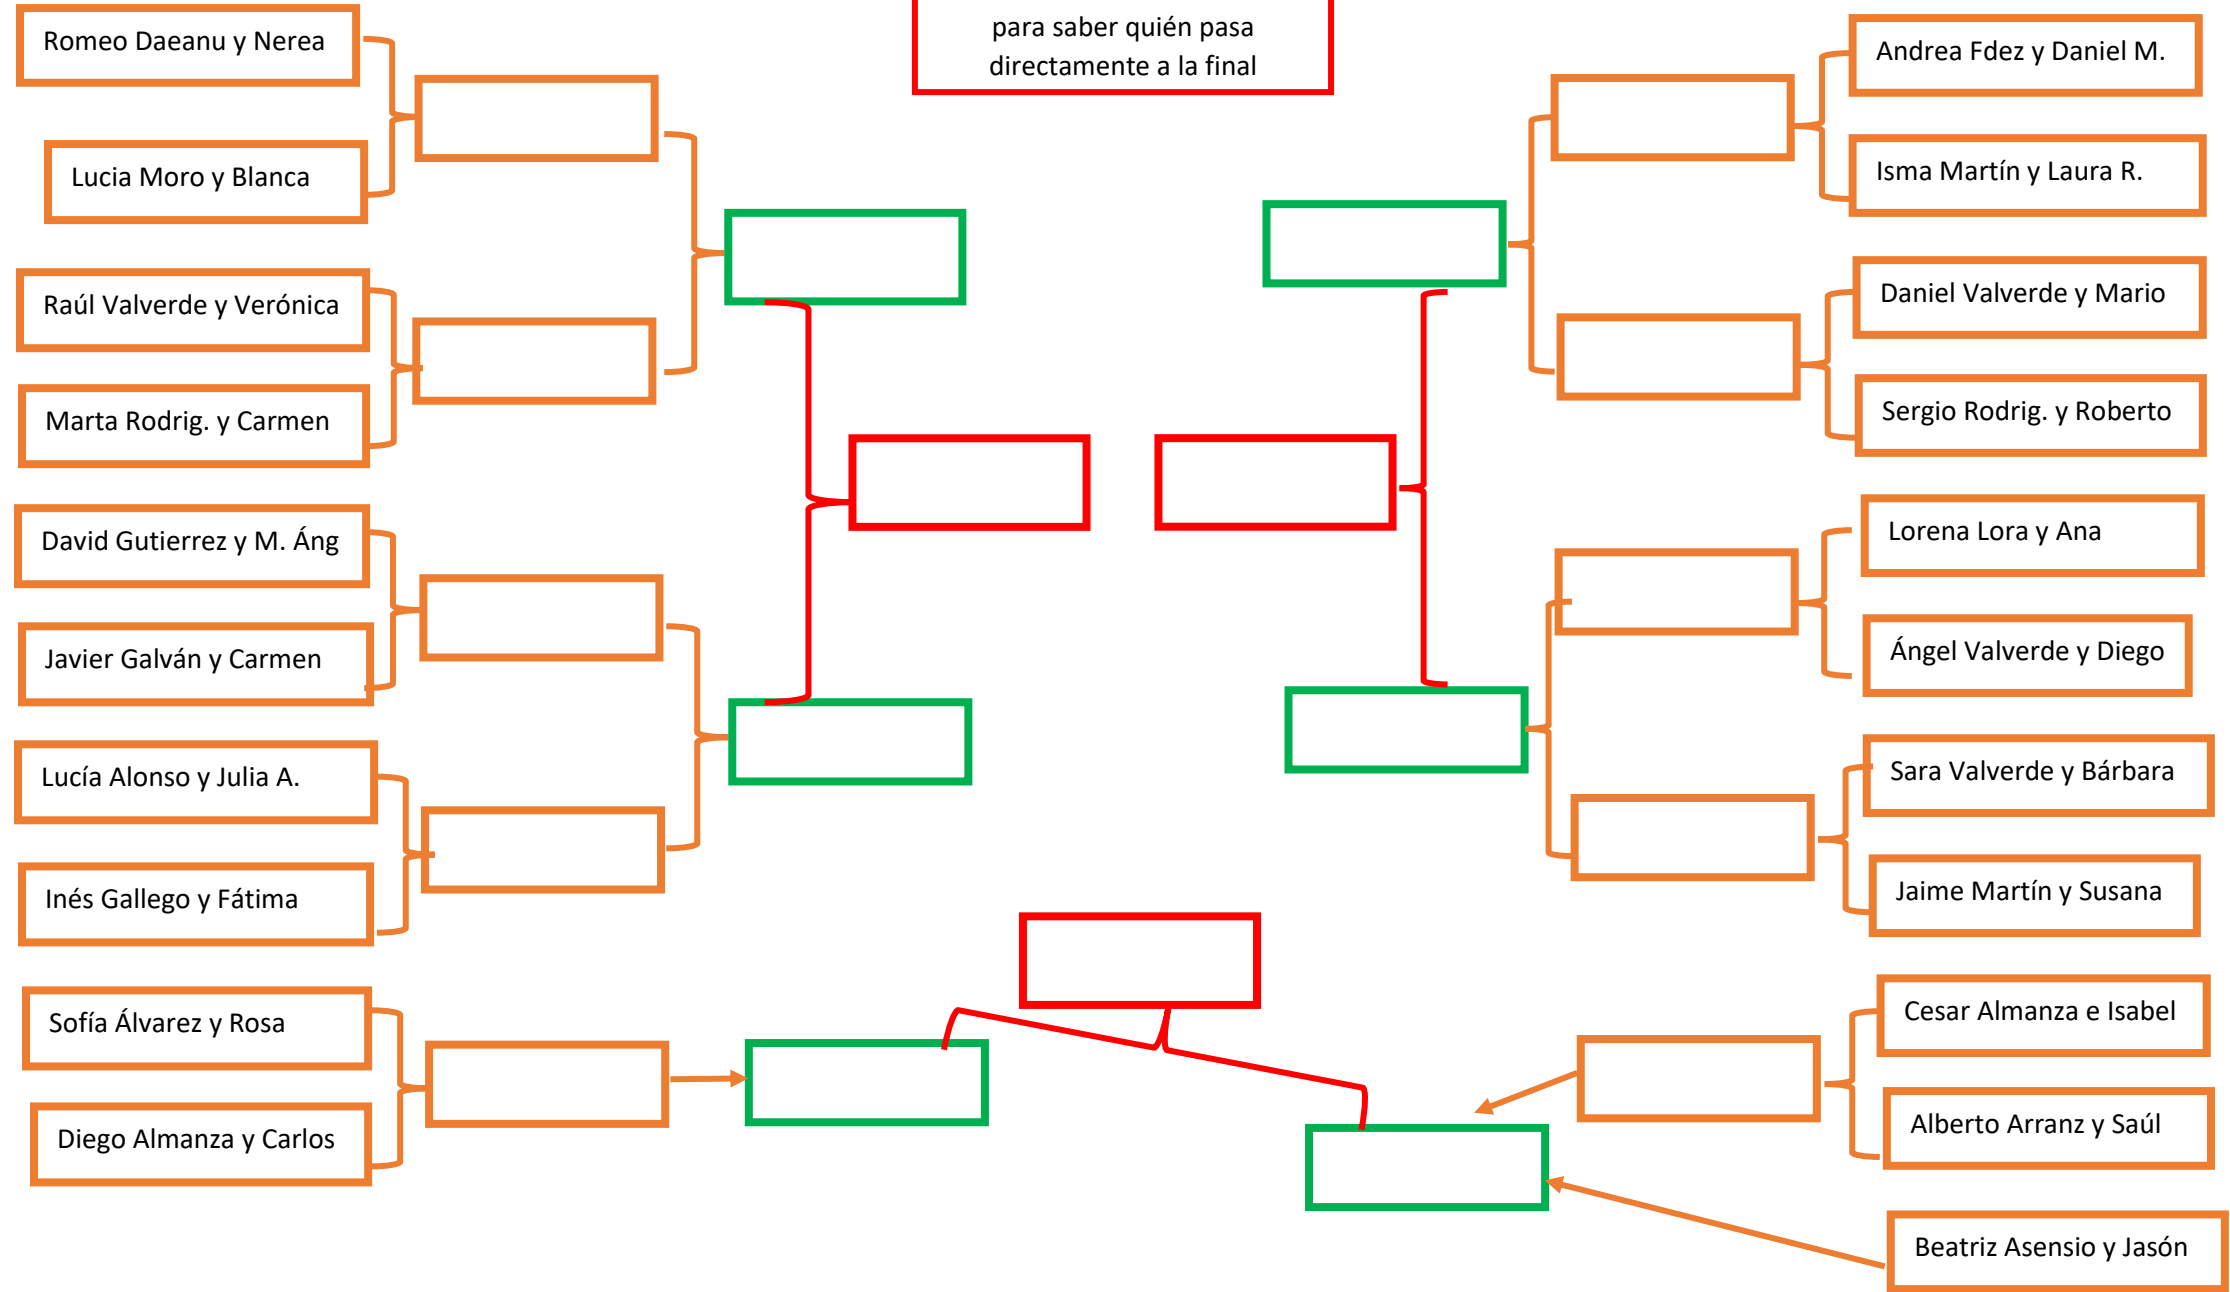 para saber quién pasa
directamente a la final
Romeo Daeanu y Nerea
Lucia Moro y Blanca
Raúl Valverde y Verónica
Marta Rodrig. y Carmen
David Gutierrez y M. Áng
Javier Galván y Carmen
Lucía Alonso y Julia A.
Inés Gallego y Fátima
Sofía Álvarez y Rosa
Diego Almanza y Carlos
Andrea Fdez y Daniel M.
Isma Martín y Laura R.
Daniel Valverde y Mario
Sergio Rodrig. y Roberto
Lorena Lora y Ana
Ángel Valverde y Diego
Sara Valverde y Bárbara
Jaime Martín y Susana
Cesar Almanza e Isabel
Alberto Arranz y Saúl
Beatriz Asensio y Jasón